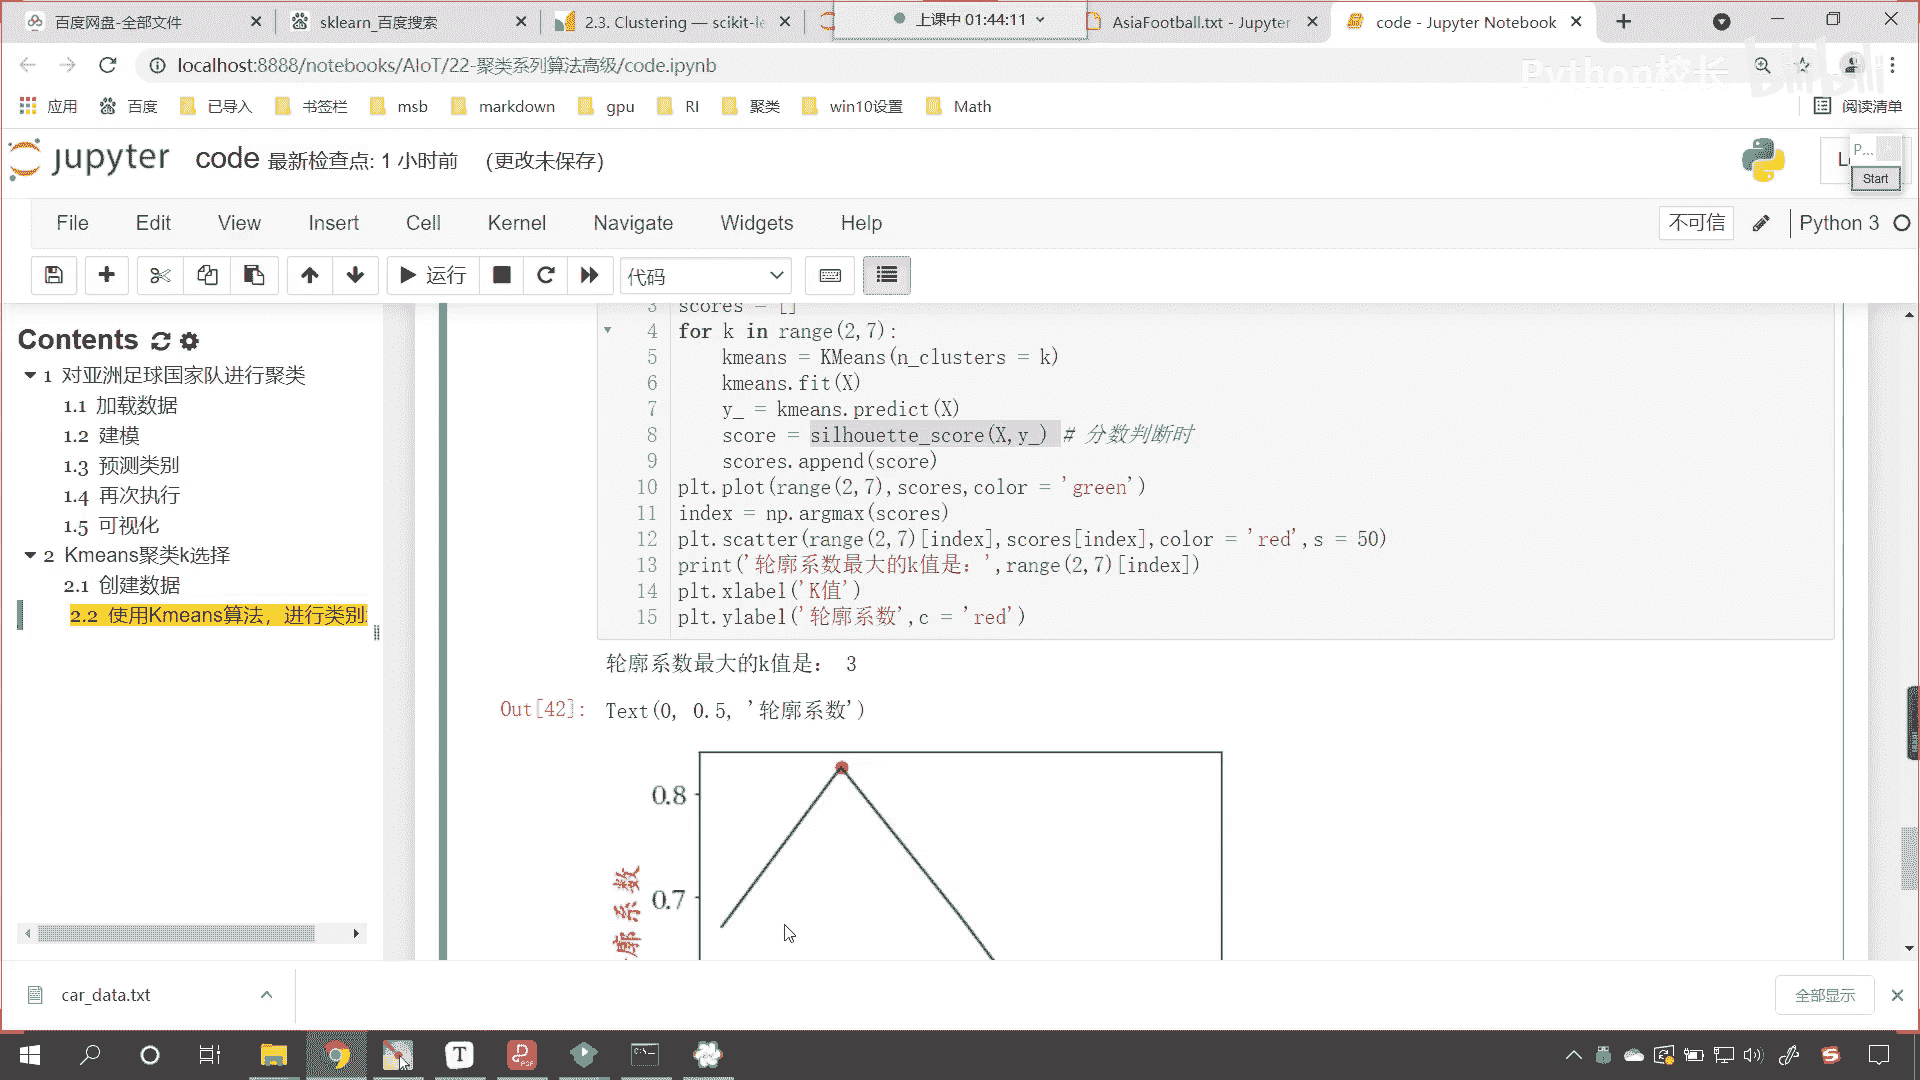 百度网盘-全部文件
sklearn_百度搜索
2.3. Clustering — scikit-le
上课中 01:44:11
AsiaFootball.txt - Jupyter
code - Jupyter Notebook
localhost:8888/notebooks/AIoT/22-聚类系列算法高级/code.ipynb
Python校长
bilibili
应用
百度
已导入
书签栏
msb
markdown
gpu
RI
聚类
win10设置
Math
阅读清单
jupyter
code 最新检查点: 1 小时前 (更改未保存)
P...
Start
File
Edit
View
Insert
Cell
Kernel
Navigate
Widgets
Help
不可信
Python 3
运行
代码
Contents
1 对亚洲足球国家队进行聚类
1.1 加载数据
1.2 建模
1.3 预测类别
1.4 再次执行
1.5 可视化
2 Kmeans聚类k选择
2.1 创建数据
2.2 使用Kmeans算法，进行类别
3 scores = []
4 for k in range(2,7):
5 kmeans = KMeans(n_clusters = k)
6 kmeans.fit(X)
7 y_ = kmeans.predict(X)
8 score = silhouette_score(X,y_) # 分数判断时
9 scores.append(score)
10 plt.plot(range(2,7),scores,color = 'green')
11 index = np.argmax(scores)
12 plt.scatter(range(2,7)[index],scores[index],color = 'red',s = 50)
13 print('轮廓系数最大的k值是：',range(2,7)[index])
14 plt.xlabel('K值')
15 plt.ylabel('轮廓系数',c = 'red')
轮廓系数最大的k值是： 3
Out[42]: Text(0, 0.5, '轮廓系数')
0.8
0.7
廓系数
car_data.txt
全部显示